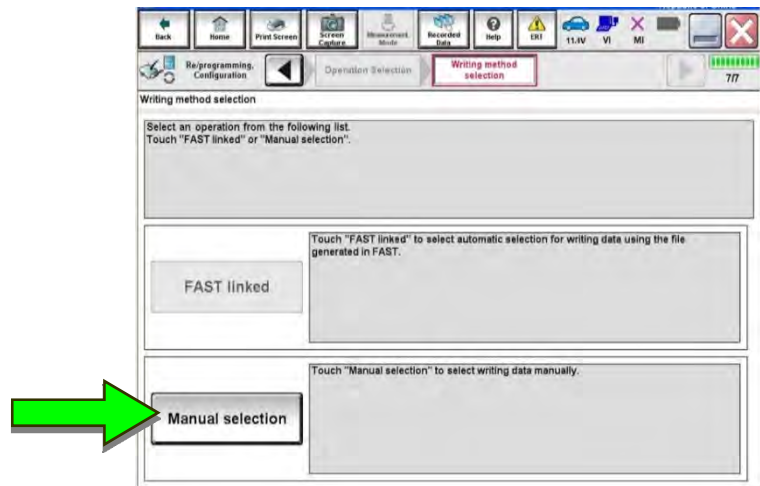 Back
Home
Print Screen
Screen
Capture
Measurement
Mode
Recorded
Data
Help
ERT
11.4V
VI
MI
Re/programming,
Configuration
Operation Selection
Writing method
selection
7/7
Writing method selection
Select an operation from the following list.
Touch "FAST linked" or "Manual selection".
FAST linked
Touch "FAST linked" to select automatic selection for writing data using the file
generated in FAST.
Manual selection
Touch "Manual selection" to select writing data manually.